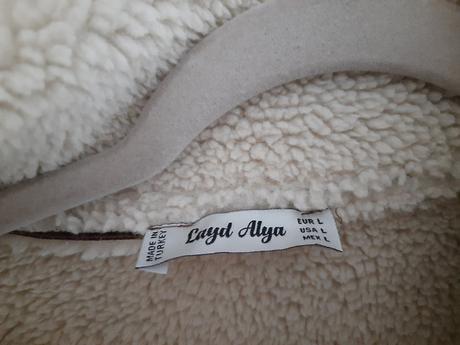 MADE IN
TURKEY
Layd Alya
EUR L
USA L
MEX L